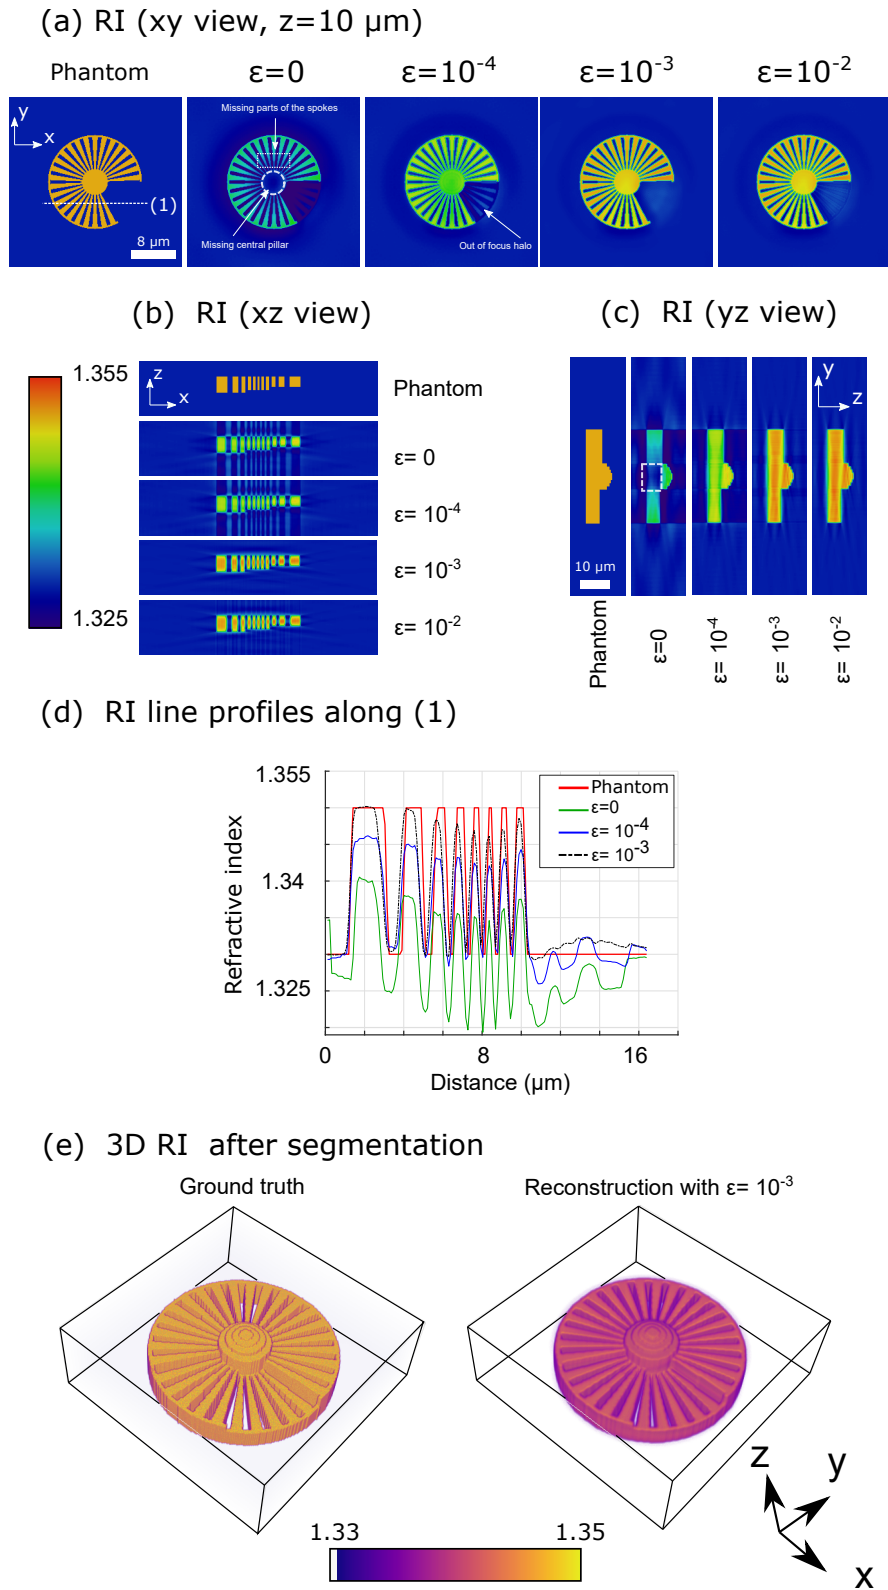 (a) RI (xy view, z=10 μm)
Phantom ε=0 ε=10⁻⁴ ε=10⁻³ ε=10⁻²
y
x
(1)
8 μm
Missing parts of the spokes
Missing central pillar
Out of focus halo
(b) RI (xz view)
1.355
1.325
z
x
Phantom
ε= 0
ε= 10⁻⁴
ε= 10⁻³
ε= 10⁻²
(c) RI (yz view)
y
z
10 μm
Phantom
ε=0
ε= 10⁻⁴
ε= 10⁻³
ε= 10⁻²
(d) RI line profiles along (1)
1.355
1.34
1.325
Refractive index
Phantom
ε=0
ε= 10⁻⁴
ε= 10⁻³
0 8 16
Distance (μm)
(e) 3D RI after segmentation
Ground truth
Reconstruction with ε= 10⁻³
z
y
x
1.33 1.35